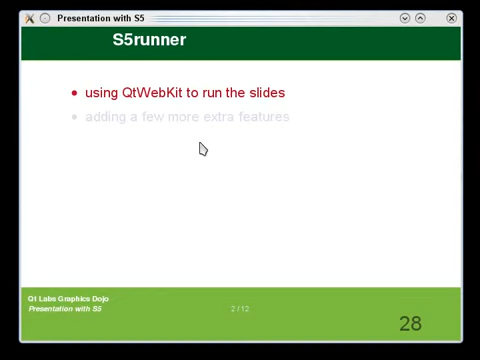 Presentation with S5
S5runner
using QtWebKit to run the slides
adding a few more extra features
Qt Labs Graphics Dojo
Presentation with S5
2 / 12
28